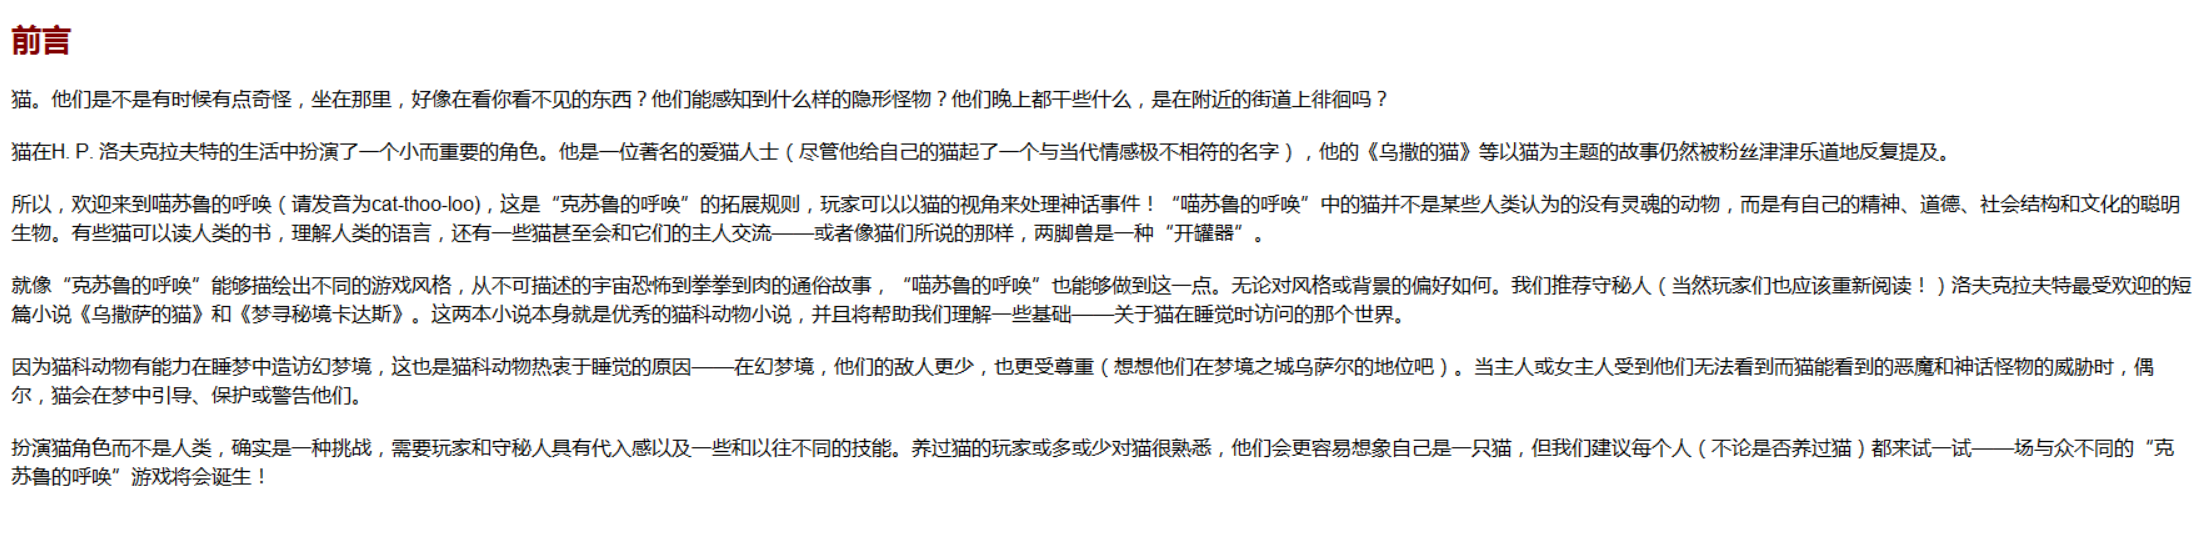 前言
猫。他们是不是有时候有点奇怪，坐在那里，好像在看你看不见的东西？他们能感知到什么样的隐形怪物？他们晚上都干些什么，是在附近的街道上徘徊吗？
猫在H. P. 洛夫克拉夫特的生活中扮演了一个小而重要的角色。他是一位著名的爱猫人士（尽管他给自己的猫起了一个与当代情感极不相符的名字），他的《乌撒的猫》等以猫为主题的故事仍然被粉丝津津乐道地反复提及。
所以，欢迎来到喵苏鲁的呼唤（请发音为cat-thoo-loo)，这是“克苏鲁的呼唤”的拓展规则，玩家可以以猫的视角来处理神话事件！“喵苏鲁的呼唤”中的猫并不是某些人类认为的没有灵魂的动物，而是有自己的精神、道德、社会结构和文化的聪明
生物。有些猫可以读人类的书，理解人类的语言，还有一些猫甚至会和它们的主人交流——或者像猫们所说的那样，两脚兽是一种“开罐器”。
就像“克苏鲁的呼唤”能够描绘出不同的游戏风格，从不可描述的宇宙恐怖到拳拳到肉的通俗故事，“喵苏鲁的呼唤”也能够做到这一点。无论对风格或背景的偏好如何。我们推荐守秘人（当然玩家们也应该重新阅读！）洛夫克拉夫特最受欢迎的短
篇小说《乌撒萨的猫》和《梦寻秘境卡达斯》。这两本小说本身就是优秀的猫科动物小说，并且将帮助我们理解一些基础——关于猫在睡觉时访问的那个世界。
因为猫科动物有能力在睡梦中造访幻梦境，这也是猫科动物热衷于睡觉的原因——在幻梦境，他们的敌人更少，也更受尊重（想想他们在梦境之城乌萨尔的地位吧）。当主人或女主人受到他们无法看到而猫能看到的恶魔和神话怪物的威胁时，偶
尔，猫会在梦中引导、保护或警告他们。
扮演猫角色而不是人类，确实是一种挑战，需要玩家和守秘人具有代入感以及一些和以往不同的技能。养过猫的玩家或多或少对猫很熟悉，他们会更容易想象自己是一只猫，但我们建议每个人（不论是否养过猫）都来试一试——场与众不同的“克
苏鲁的呼唤”游戏将会诞生！